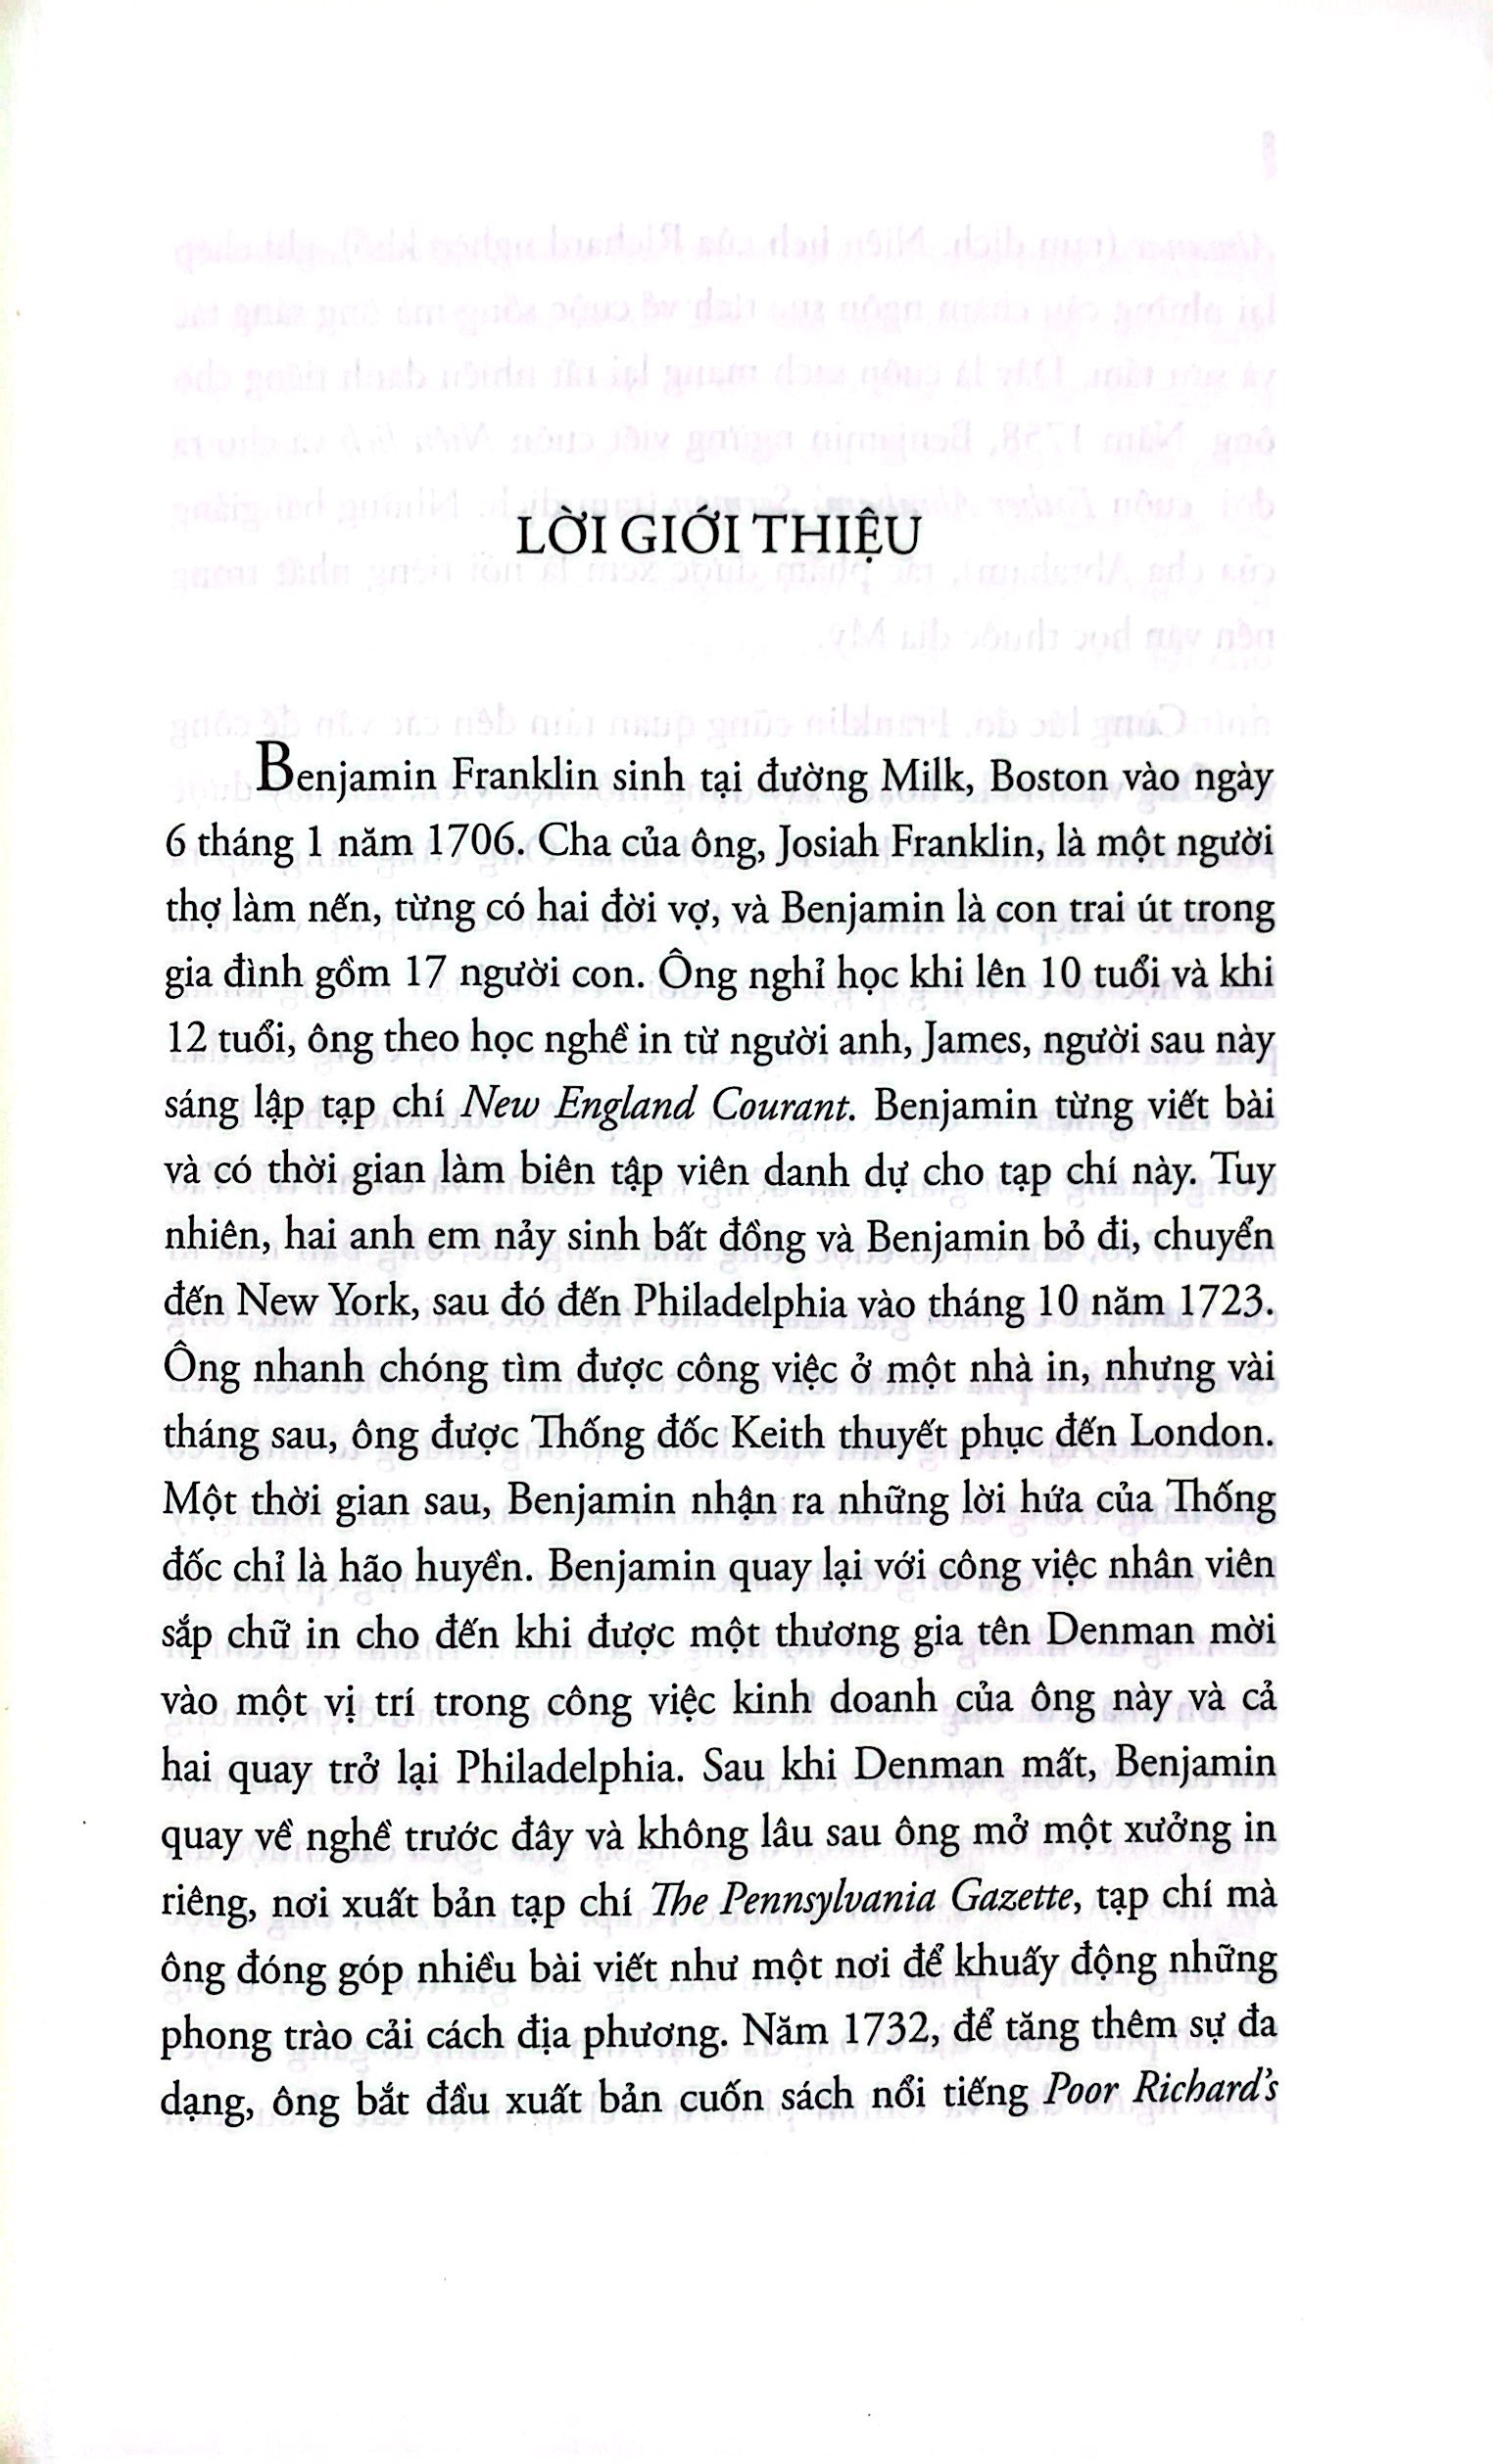 LỜI GIỚI THIỆU
Benjamin Franklin sinh tại đường Milk, Boston vào ngày
6 tháng 1 năm 1706. Cha của ông, Josiah Franklin, là một người
thợ làm nến, từng có hai đời vợ, và Benjamin là con trai út trong
gia đình gồm 17 người con. Ông nghỉ học khi lên 10 tuổi và khi
12 tuổi, ông theo học nghề in từ người anh, James, người sau này
sáng lập tạp chí New England Courant. Benjamin từng viết bài
và có thời gian làm biên tập viên danh dự cho tạp chí này. Tuy
nhiên, hai anh em nảy sinh bất đồng và Benjamin bỏ đi, chuyển
đến New York, sau đó đến Philadelphia vào tháng 10 năm 1723.
Ông nhanh chóng tìm được công việc ở một nhà in, nhưng vài
tháng sau, ông được Thống đốc Keith thuyết phục đến London.
Một thời gian sau, Benjamin nhận ra những lời hứa của Thống
đốc chỉ là hão huyền. Benjamin quay lại với công việc nhân viên
sắp chữ in cho đến khi được một thương gia tên Denman mời
vào một vị trí trong công việc kinh doanh của ông này và cả
hai quay trở lại Philadelphia. Sau khi Denman mất, Benjamin
quay về nghề trước đây và không lâu sau ông mở một xưởng in
riêng, nơi xuất bản tạp chí The Pennsylvania Gazette, tạp chí mà
ông đóng góp nhiều bài viết như một nơi để khuấy động những
phong trào cải cách địa phương. Năm 1732, để tăng thêm sự đa
dạng, ông bắt đầu xuất bản cuốn sách nổi tiếng Poor Richard's